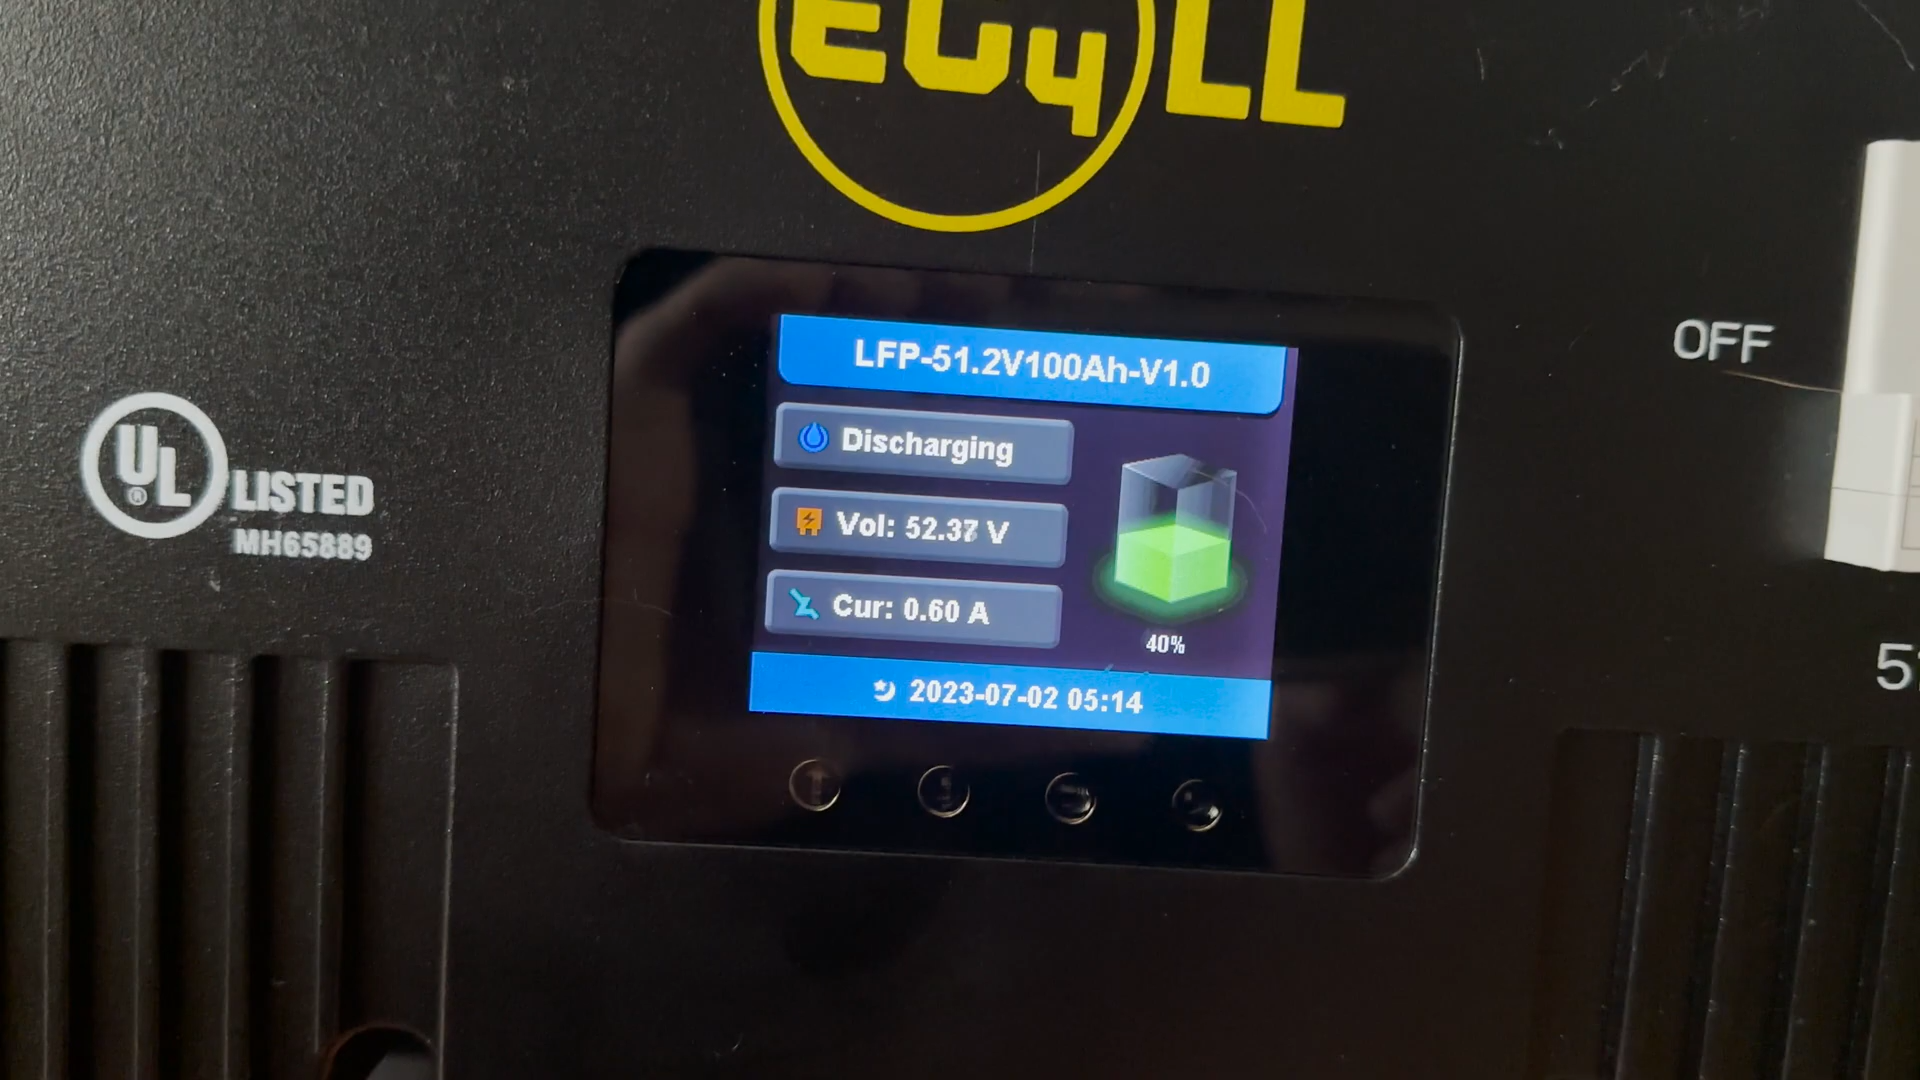 EG4LL
LFP-51.2V100Ah-V1.0
Discharging
Vol: 52.37 V
Cur: 0.60 A
40%
2023-07-02 05:14
UL
®
LISTED
MH65889
OFF